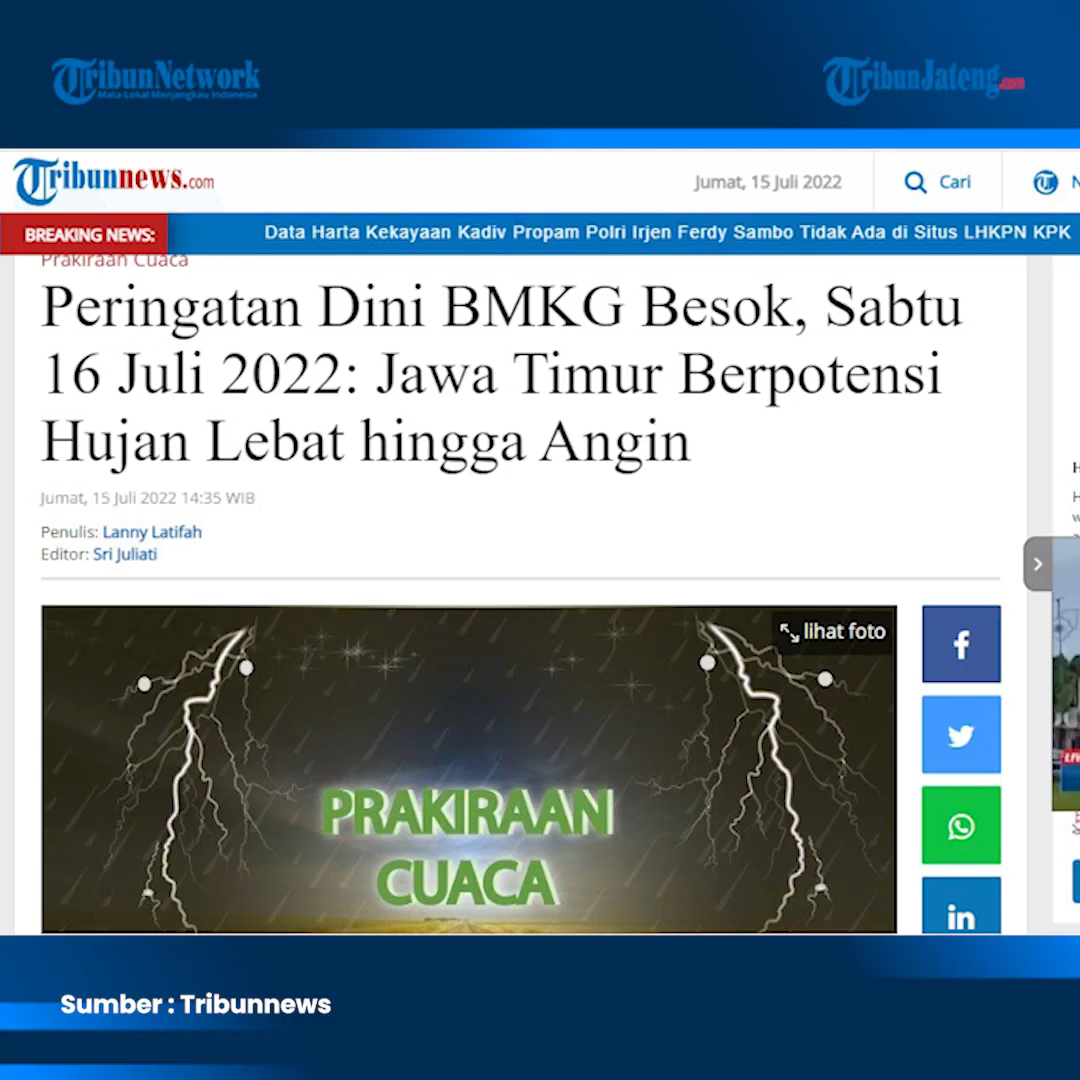 TribunNetwork
Mata Lokal Menjangkau Indonesia
TribunJateng.com
Tribunnews.com
Jumat, 15 Juli 2022
Cari
N
BREAKING NEWS:
Data Harta Kekayaan Kadiv Propam Polri Irjen Ferdy Sambo Tidak Ada di Situs LHKPN KPK
Prakiraan Cuaca
Peringatan Dini BMKG Besok, Sabtu
16 Juli 2022: Jawa Timur Berpotensi
Hujan Lebat hingga Angin
Jumat, 15 Juli 2022 14:35 WIB
Penulis: Lanny Latifah
Editor: Sri Juliati
lihat foto
PRAKIRAAN
CUACA
f
in
Sumber : Tribunnews